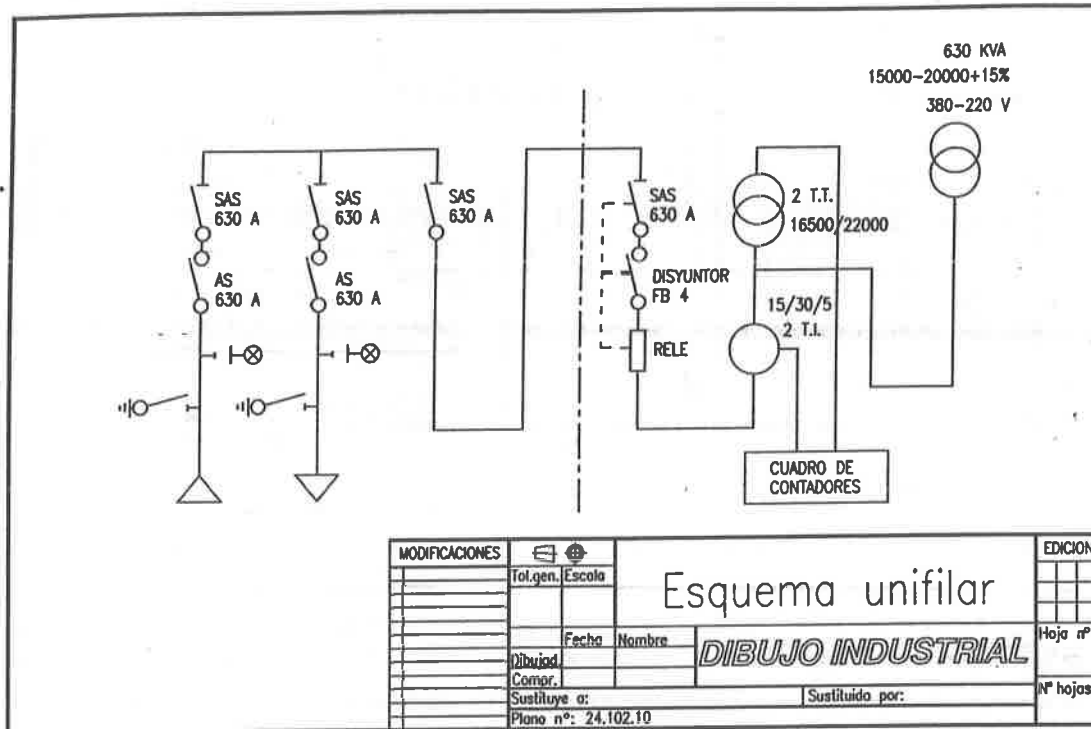 630 KVA
15000-20000+15%
380-220 V
SAS
630 A
SAS
630 A
SAS
630 A
SAS
630 A
2 T.T.
16500/22000
AS
630 A
AS
630 A
DISYUNTOR
FB 4
15/30/5
2 T.I.
RELE
CUADRO DE
CONTADORES
MODIFICACIONES
Tol.gen. Escala
Esquema unifilar
EDICION
Fecha Nombre
DIBUJO INDUSTRIAL
Hoja nº
Dibujad.
Compr.
Nº hojas
Sustituye a:
Sustituido por:
Plano nº: 24.102.10